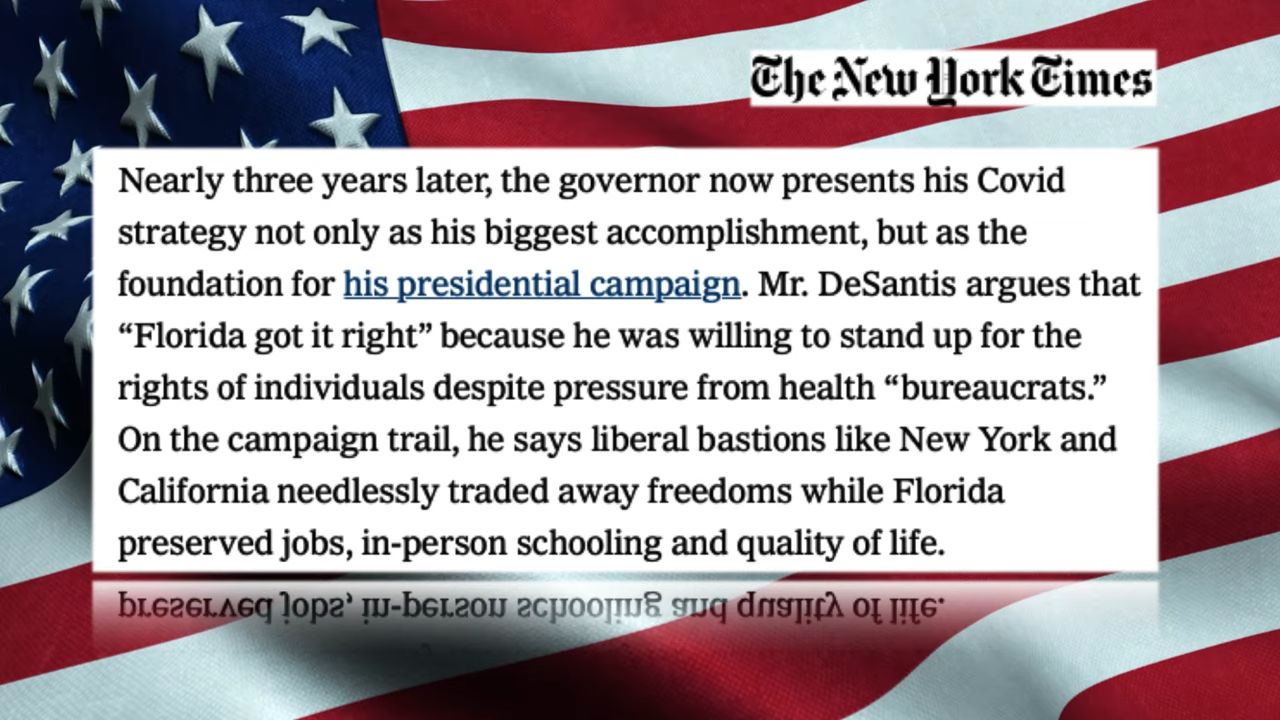 The New York Times
Nearly three years later, the governor now presents his Covid
strategy not only as his biggest accomplishment, but as the
foundation for his presidential campaign. Mr. DeSantis argues that
“Florida got it right” because he was willing to stand up for the
rights of individuals despite pressure from health “bureaucrats.”
On the campaign trail, he says liberal bastions like New York and
California needlessly traded away freedoms while Florida
preserved jobs, in-person schooling and quality of life.